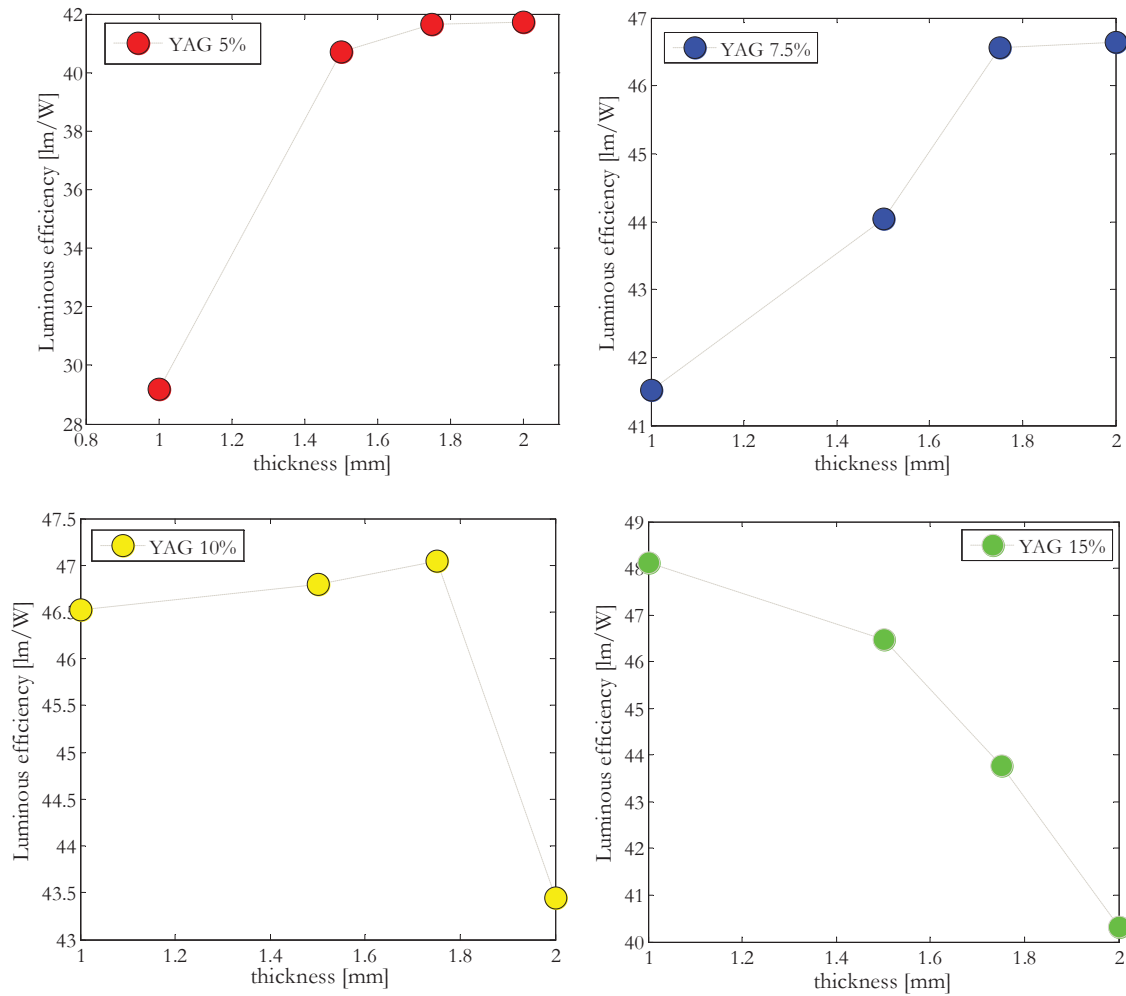 42
40
38
36
34
32
30
28
Luminous efficiency [lm/W]
YAG 5%
0.8 1 1.2 1.4 1.6 1.8 2
thickness [mm]
47
46
45
44
43
42
41
Luminous efficiency [lm/W]
YAG 7.5%
1 1.2 1.4 1.6 1.8 2
thickness [mm]
47.5
47
46.5
46
45.5
45
44.5
44
43.5
43
Luminous efficiency [lm/W]
YAG 10%
1 1.2 1.4 1.6 1.8 2
thickness [mm]
49
48
47
46
45
44
43
42
41
40
Luminous efficiency [lm/W]
YAG 15%
1 1.2 1.4 1.6 1.8 2
thickness [mm]